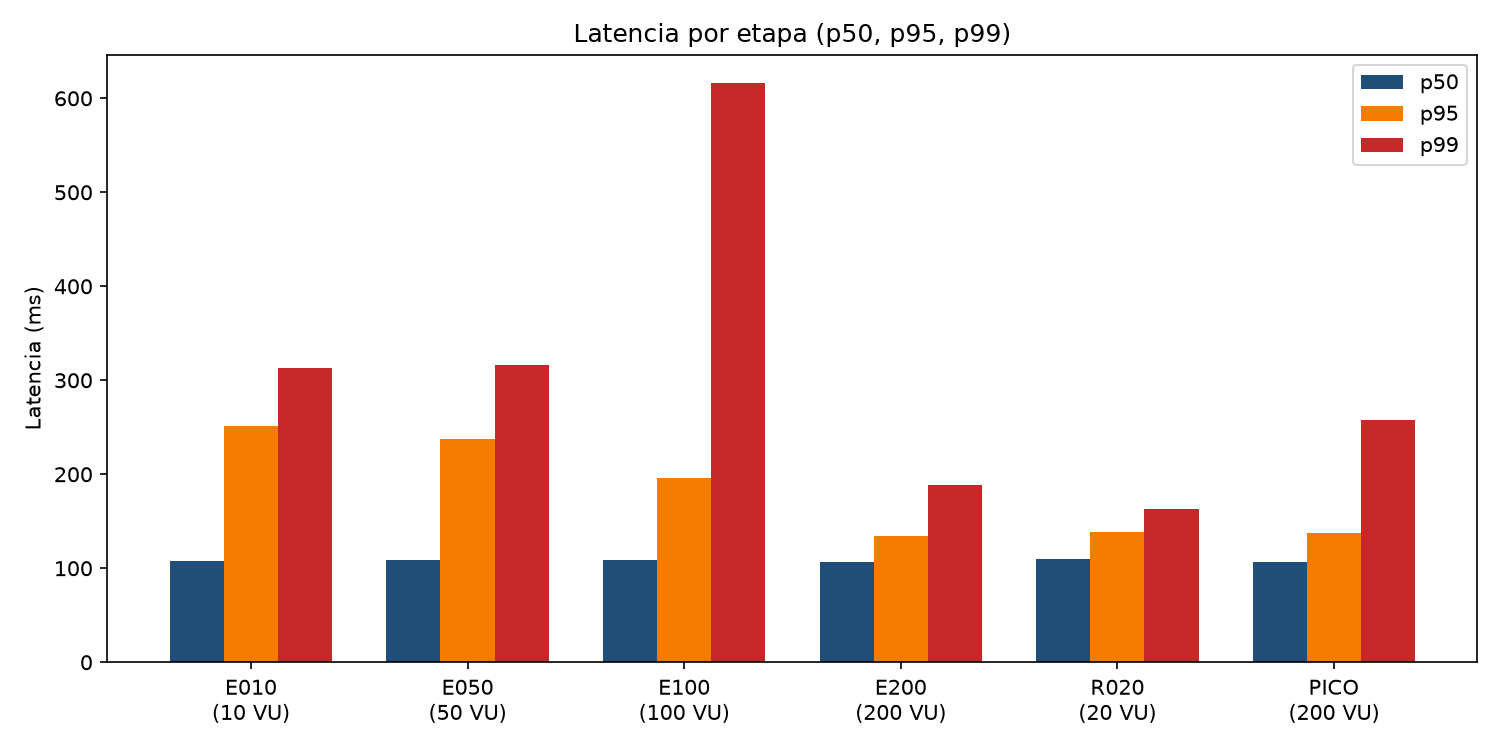 Latencia por etapa (p50, p95, p99)
p50
p95
p99
Latencia (ms)
600
500
400
300
200
100
0
E010
(10 VU)
E050
(50 VU)
E100
(100 VU)
E200
(200 VU)
R020
(20 VU)
PICO
(200 VU)